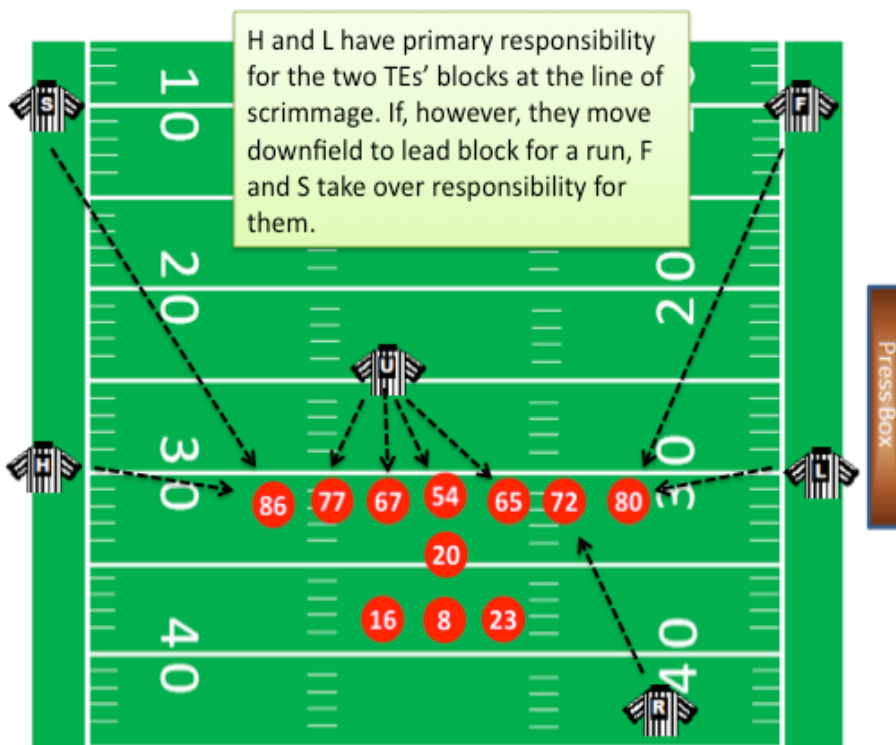 H and L have primary responsibility
for the two TEs' blocks at the line of
scrimmage. If, however, they move
downfield to lead block for a run, F
and S take over responsibility for
them.
10
S
F
20
20
U
Press Box
30
30
H
L
86 77 67 54 65 72 80
20
16 8 23
40
40
R